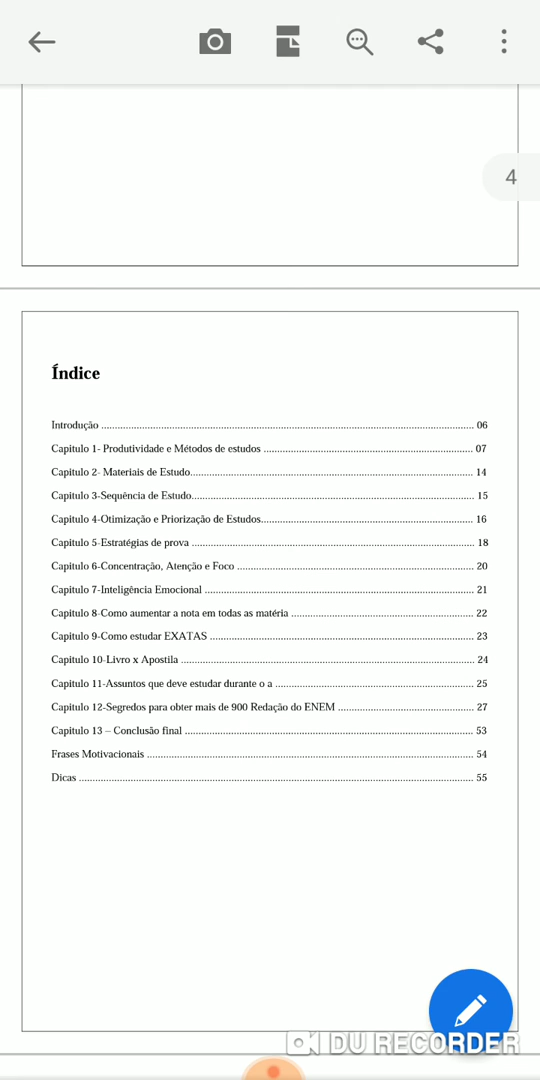 4
Índice
Introdução ........................................................................ 06
Capitulo 1- Produtividade e Métodos de estudos ........................................................................ 07
Capitulo 2- Materiais de Estudo........................................................................ 14
Capitulo 3-Sequência de Estudo........................................................................ 15
Capitulo 4-Otimização e Priorização de Estudos........................................................................ 16
Capitulo 5-Estratégias de prova ........................................................................ 18
Capitulo 6-Concentração, Atenção e Foco ........................................................................ 20
Capitulo 7-Inteligência Emocional ........................................................................ 21
Capitulo 8-Como aumentar a nota em todas as matéria ........................................................................ 22
Capitulo 9-Como estudar EXATAS ........................................................................ 23
Capitulo 10-Livro x Apostila ........................................................................ 24
Capitulo 11-Assuntos que deve estudar durante o a ........................................................................ 25
Capitulo 12-Segredos para obter mais de 900 Redação do ENEM ........................................................................ 27
Capitulo 13 – Conclusão final ........................................................................ 53
Frases Motivacionais ........................................................................ 54
Dicas ........................................................................ 55
DU RECORDER